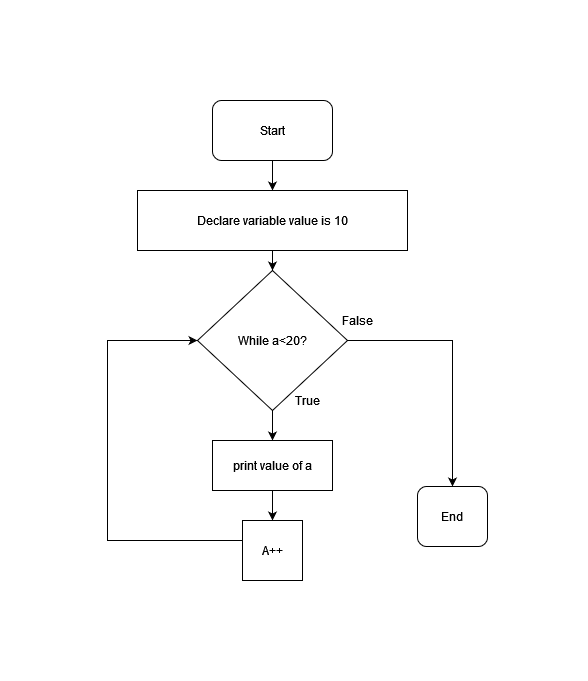 Start
Declare variable value is 10
While a<20?
False
True
print value of a
A++
End